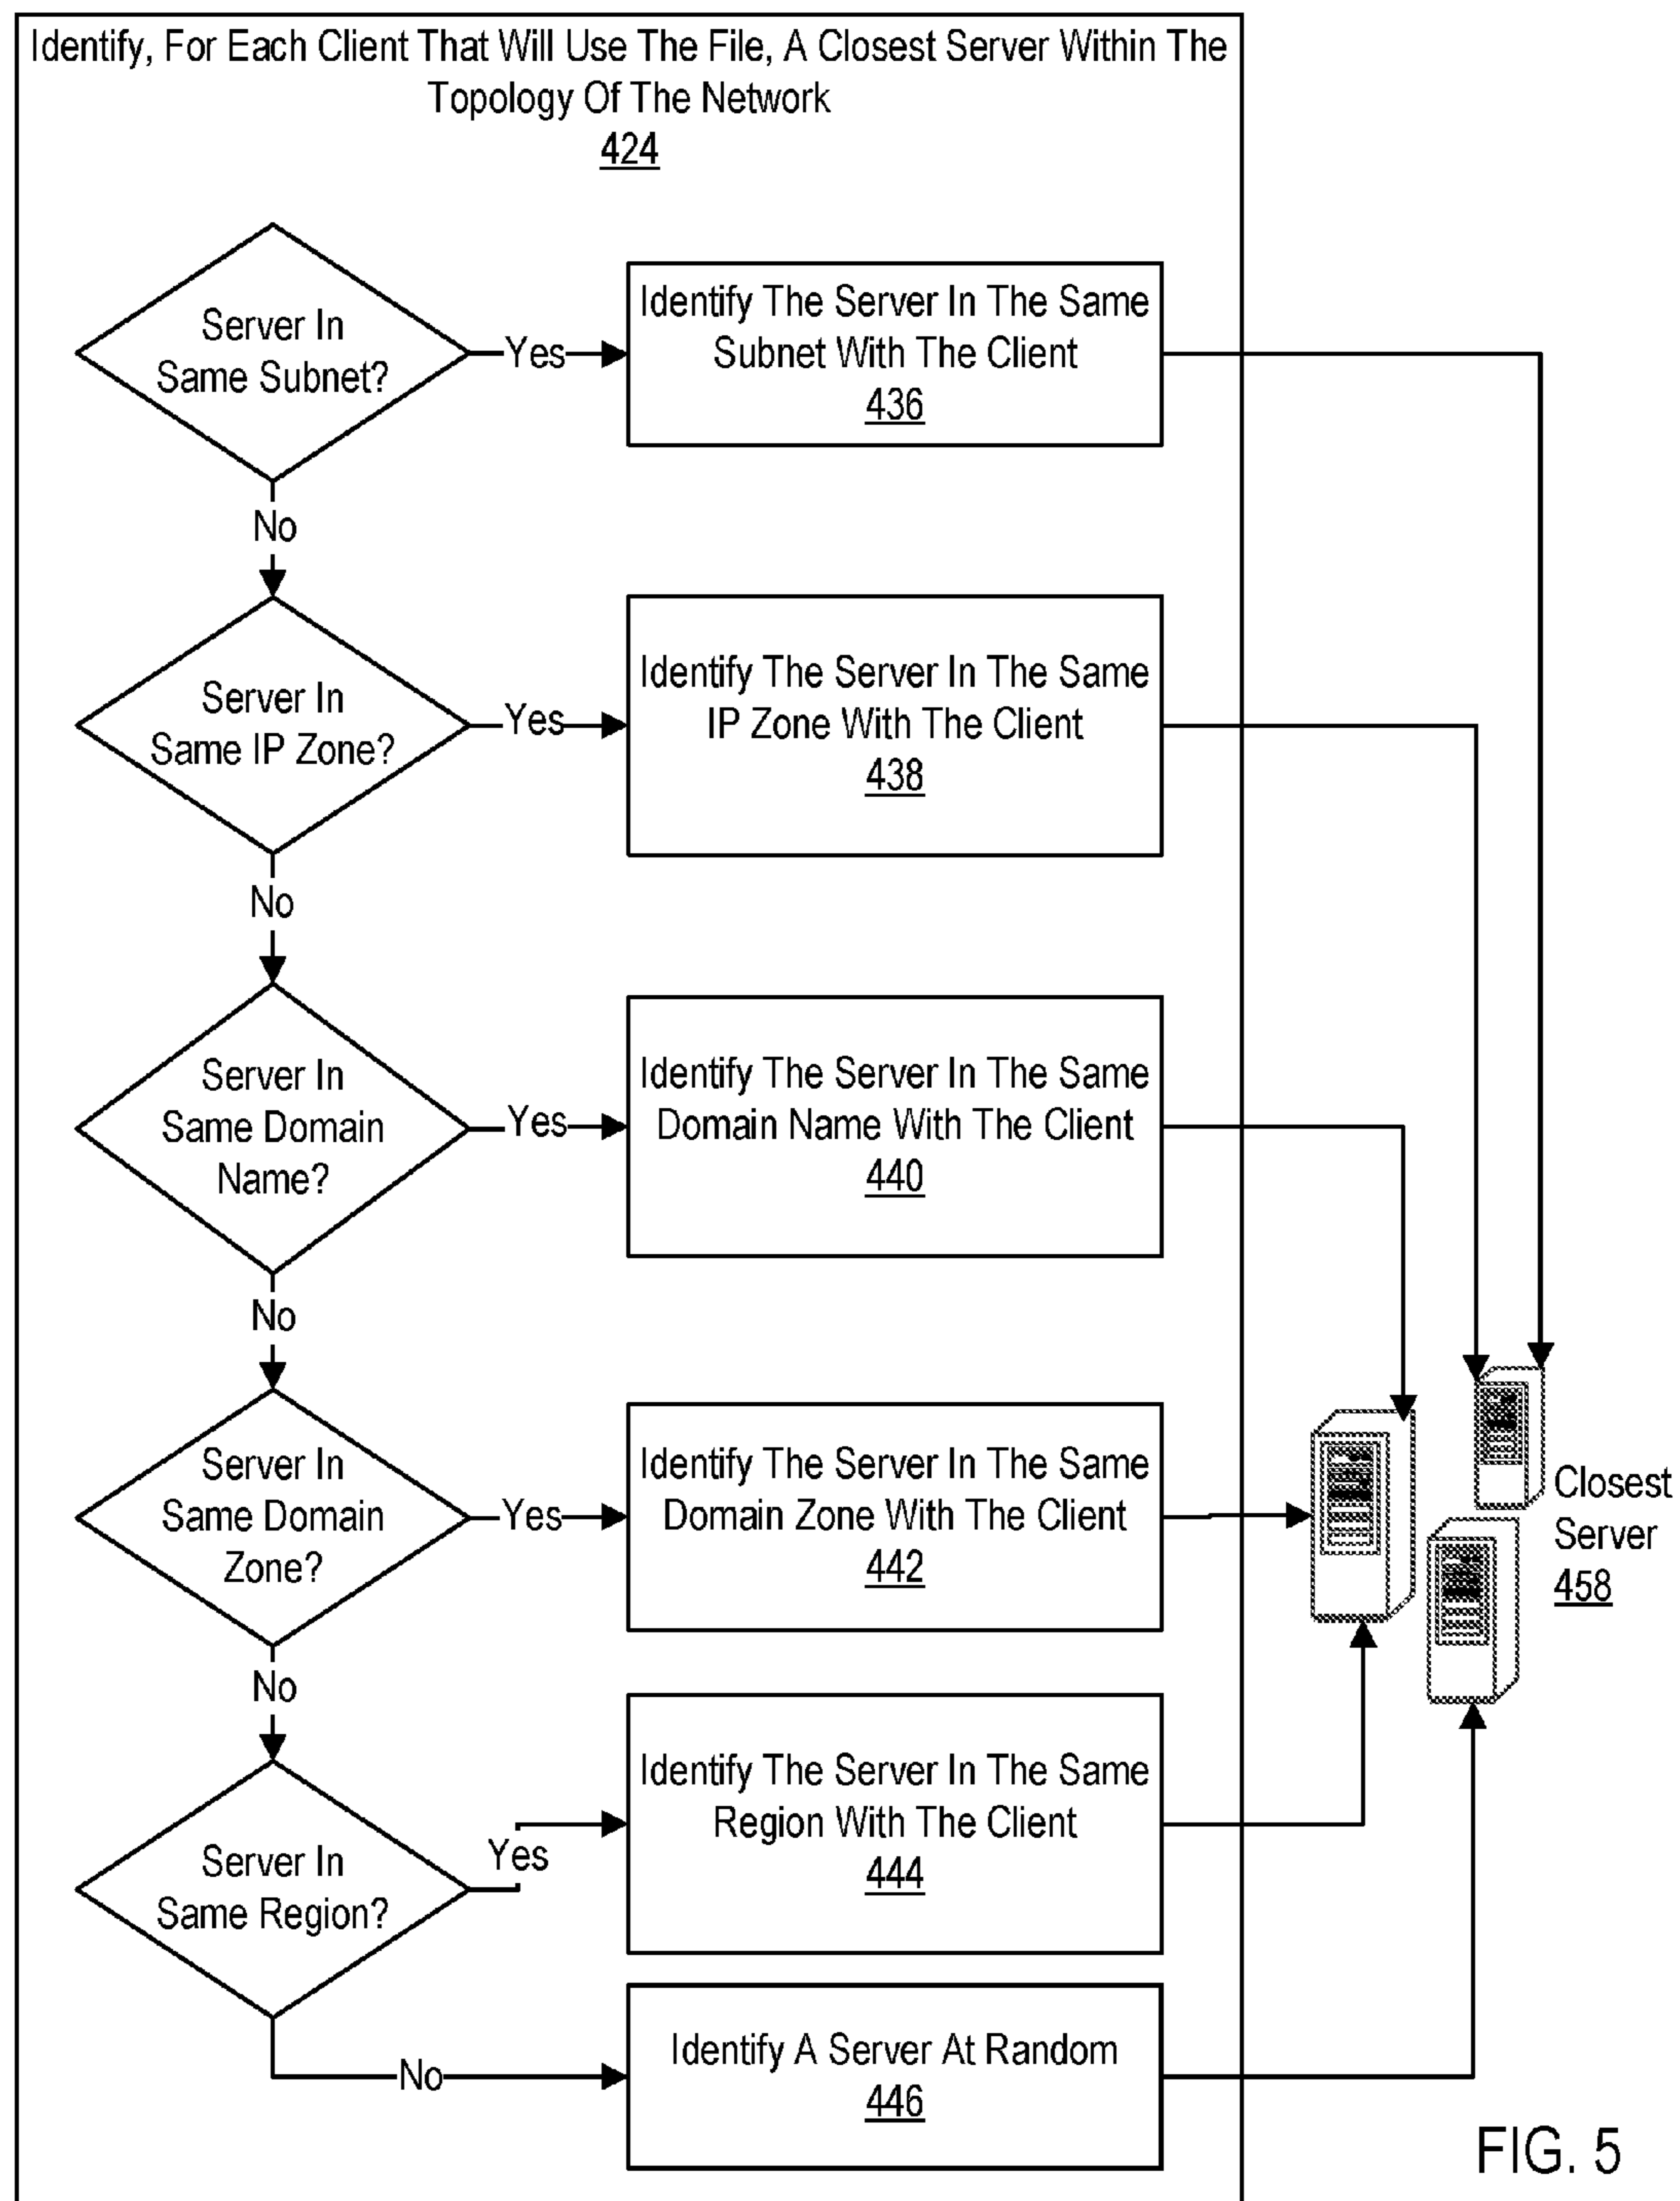 Identify, For Each Client That Will Use The File, A Closest Server Within The
Topology Of The Network
424
Server In
Same Subnet?
Yes
Identify The Server In The Same
Subnet With The Client
436
No
Server In
Same IP Zone?
Yes
Identify The Server In The Same
IP Zone With The Client
438
No
Server In
Same Domain
Name?
Yes
Identify The Server In The Same
Domain Name With The Client
440
No
Server In
Same Domain
Zone?
Yes
Identify The Server In The Same
Domain Zone With The Client
442
Closest
Server
458
No
Server In
Same Region?
Yes
Identify The Server In The Same
Region With The Client
444
No
Identify A Server At Random
446
FIG. 5